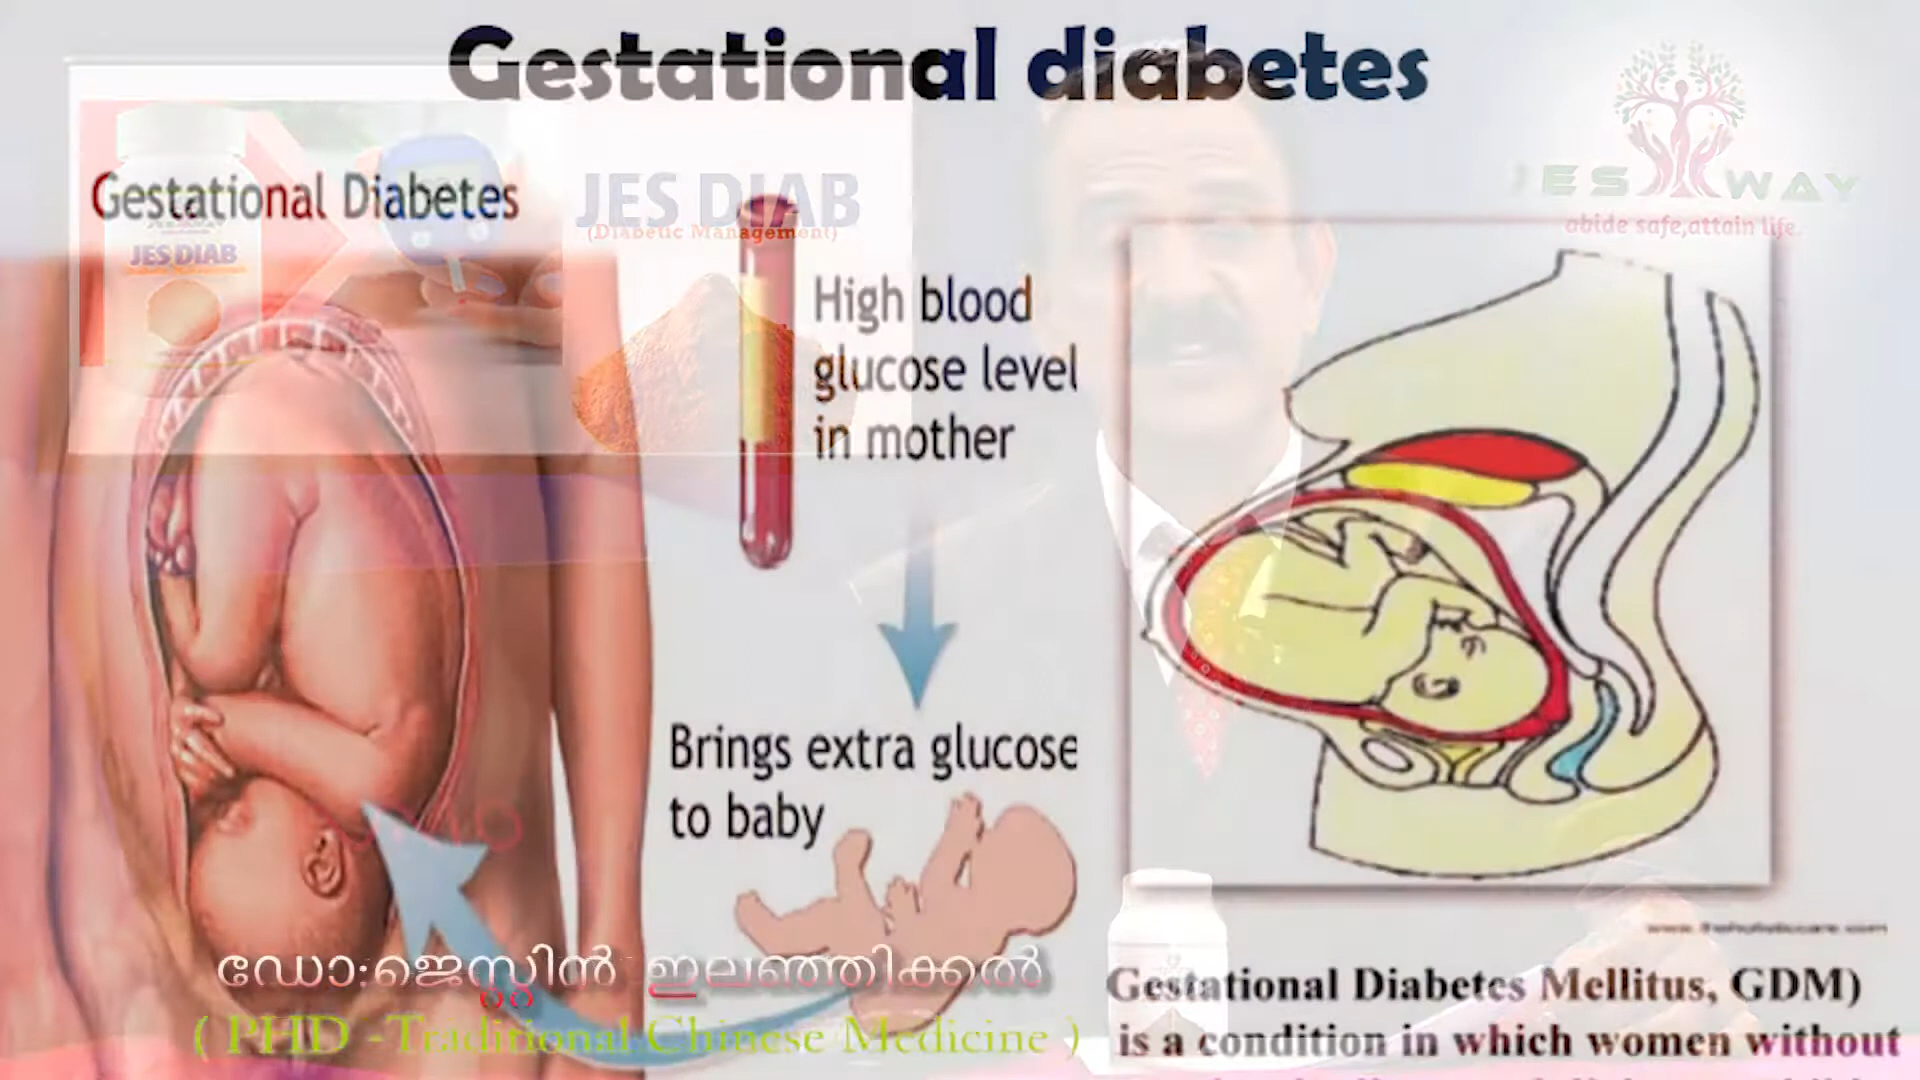 Gestational diabetes
Gestational Diabetes
JES DIAB
JES DIAB
(Diabetic Management)
JES WAY
abide safe,attain life.
High blood
glucose level
in mother
Brings extra glucose
to baby
ഡോ:ജെസ്റ്റിൻ ഇലഞ്ഞിക്കൽ
( PHD -Traditional Chinese Medicine )
Gestational Diabetes Mellitus, GDM)
is a condition in which women without